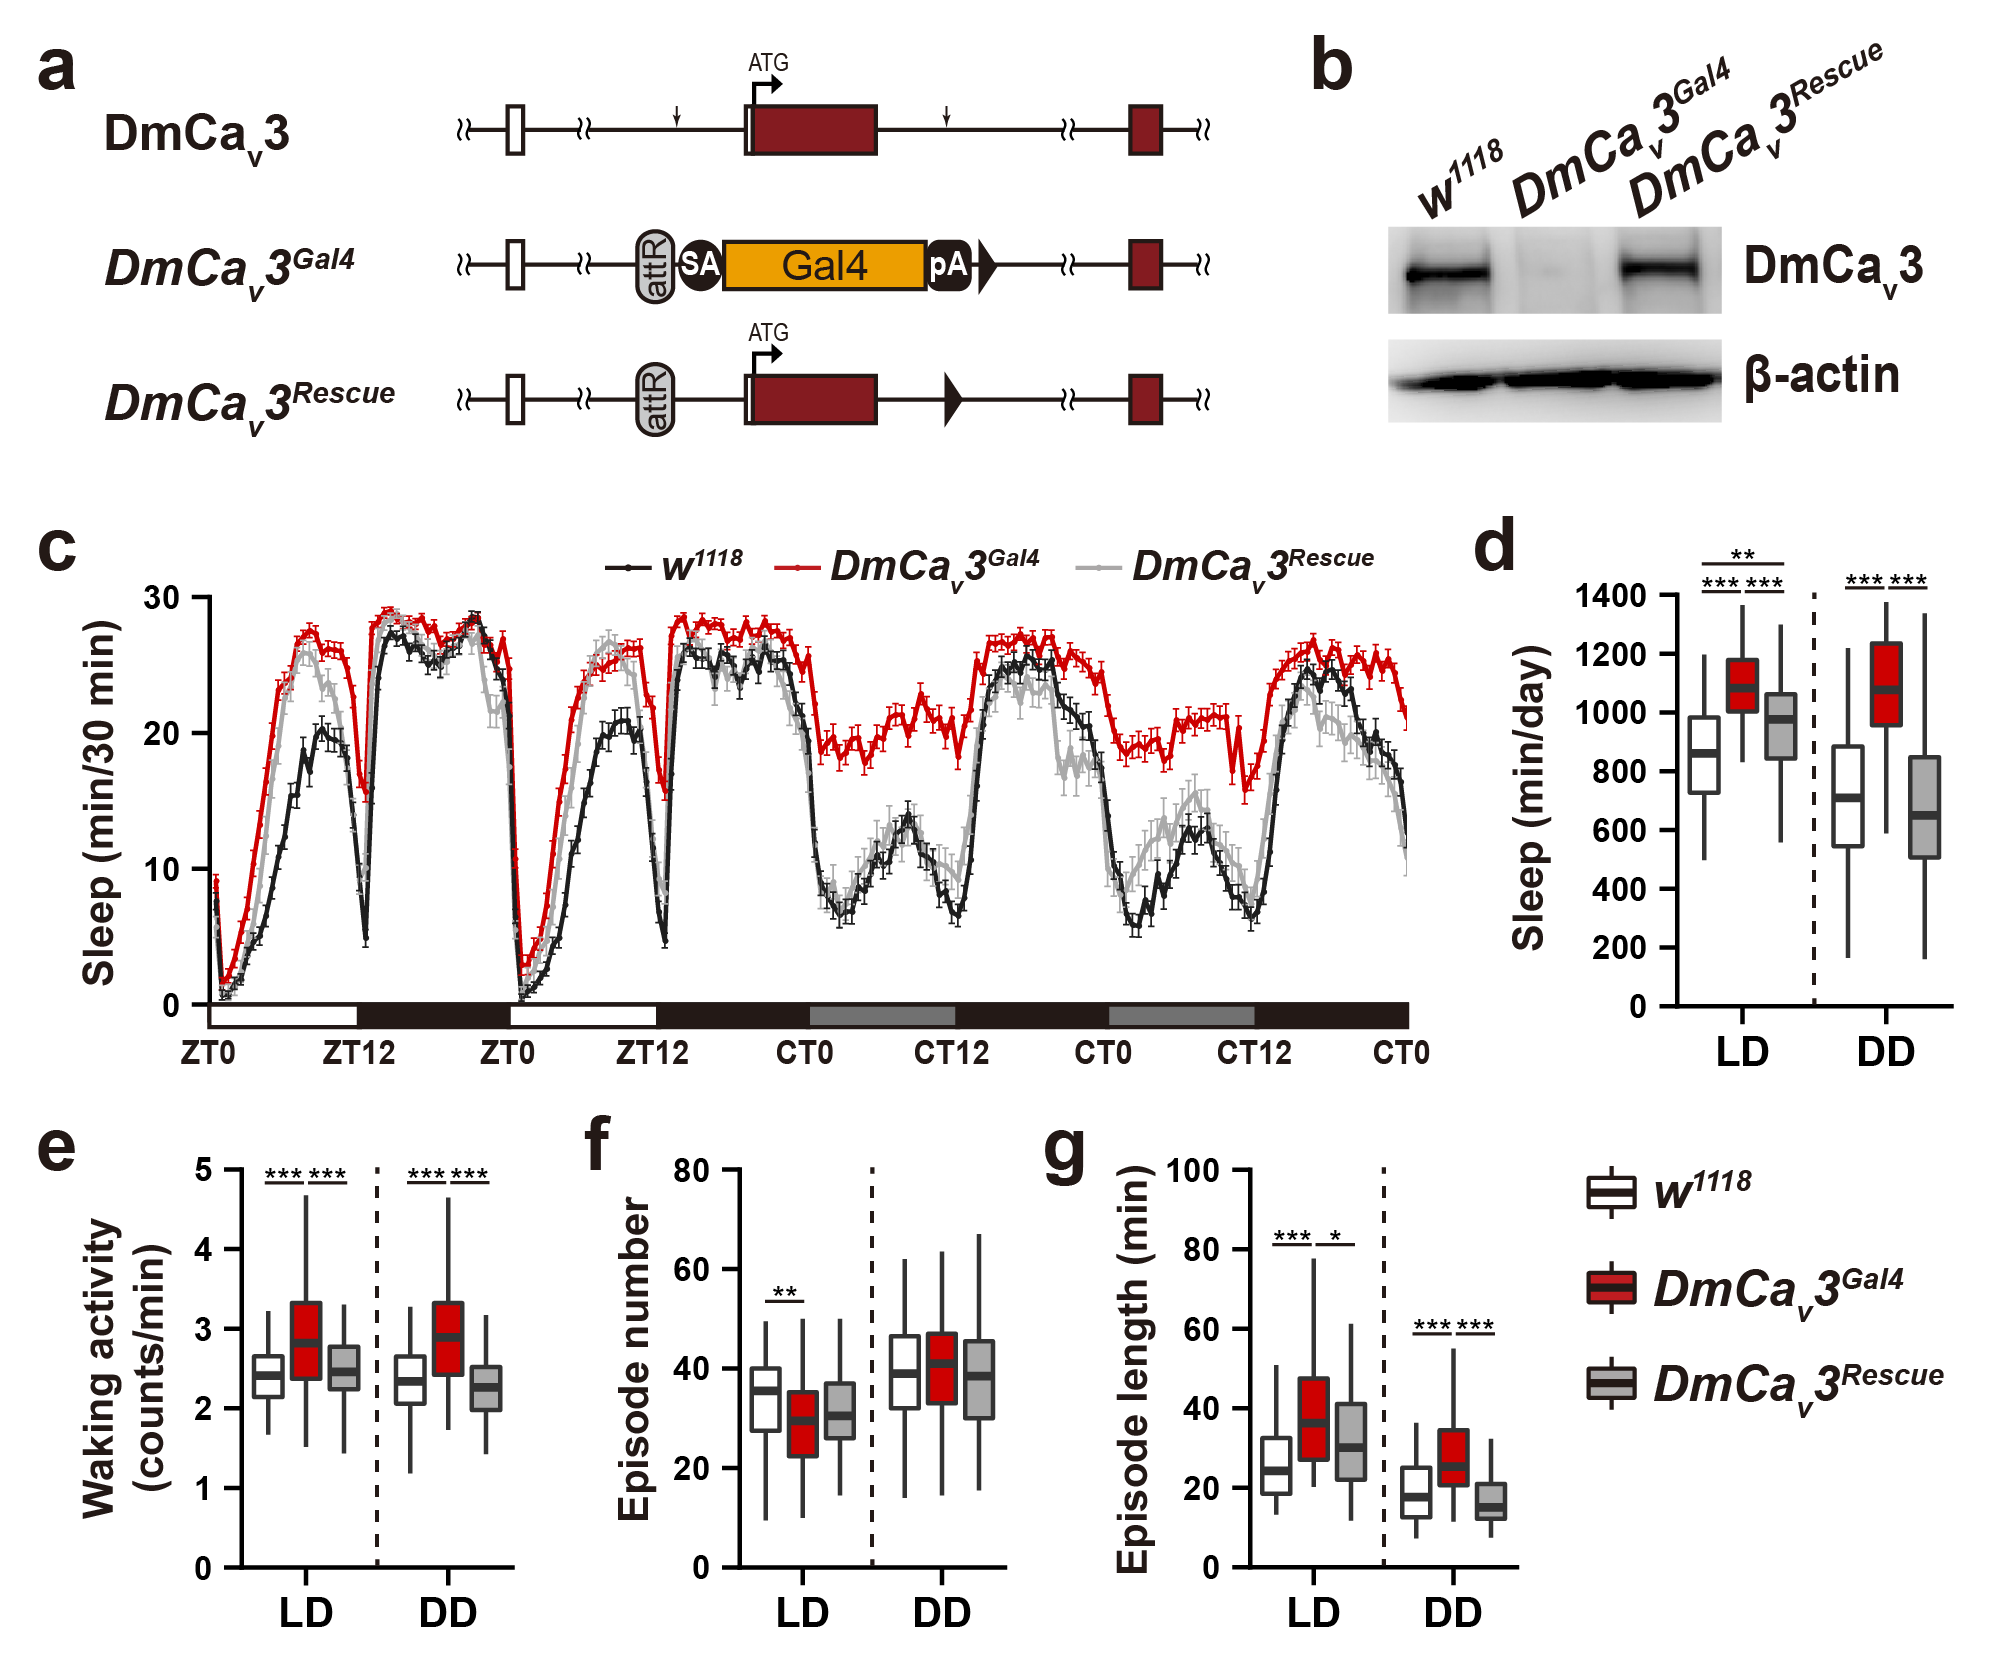 a
ATG
DmCav3
DmCav3Gal4
attR SA Gal4 pA
ATG
DmCav3Rescue
attR
b
w1118 DmCav3Gal4 DmCav3Rescue
DmCav3
β-actin
c
w1118 DmCav3Gal4 DmCav3Rescue
Sleep (min/30 min)
30
20
10
0
ZT0 ZT12 ZT0 ZT12 CT0 CT12 CT0 CT12 CT0
d
Sleep (min/day)
**
*** *** *** ***
1400
1200
1000
800
600
400
200
0
LD DD
e
Waking activity
(counts/min)
*** *** *** ***
5
4
3
2
1
0
LD DD
f
Episode number
**
80
60
40
20
0
LD DD
g
Episode length (min)
*** *
*** ***
100
80
60
40
20
0
LD DD
w1118
DmCav3Gal4
DmCav3Rescue